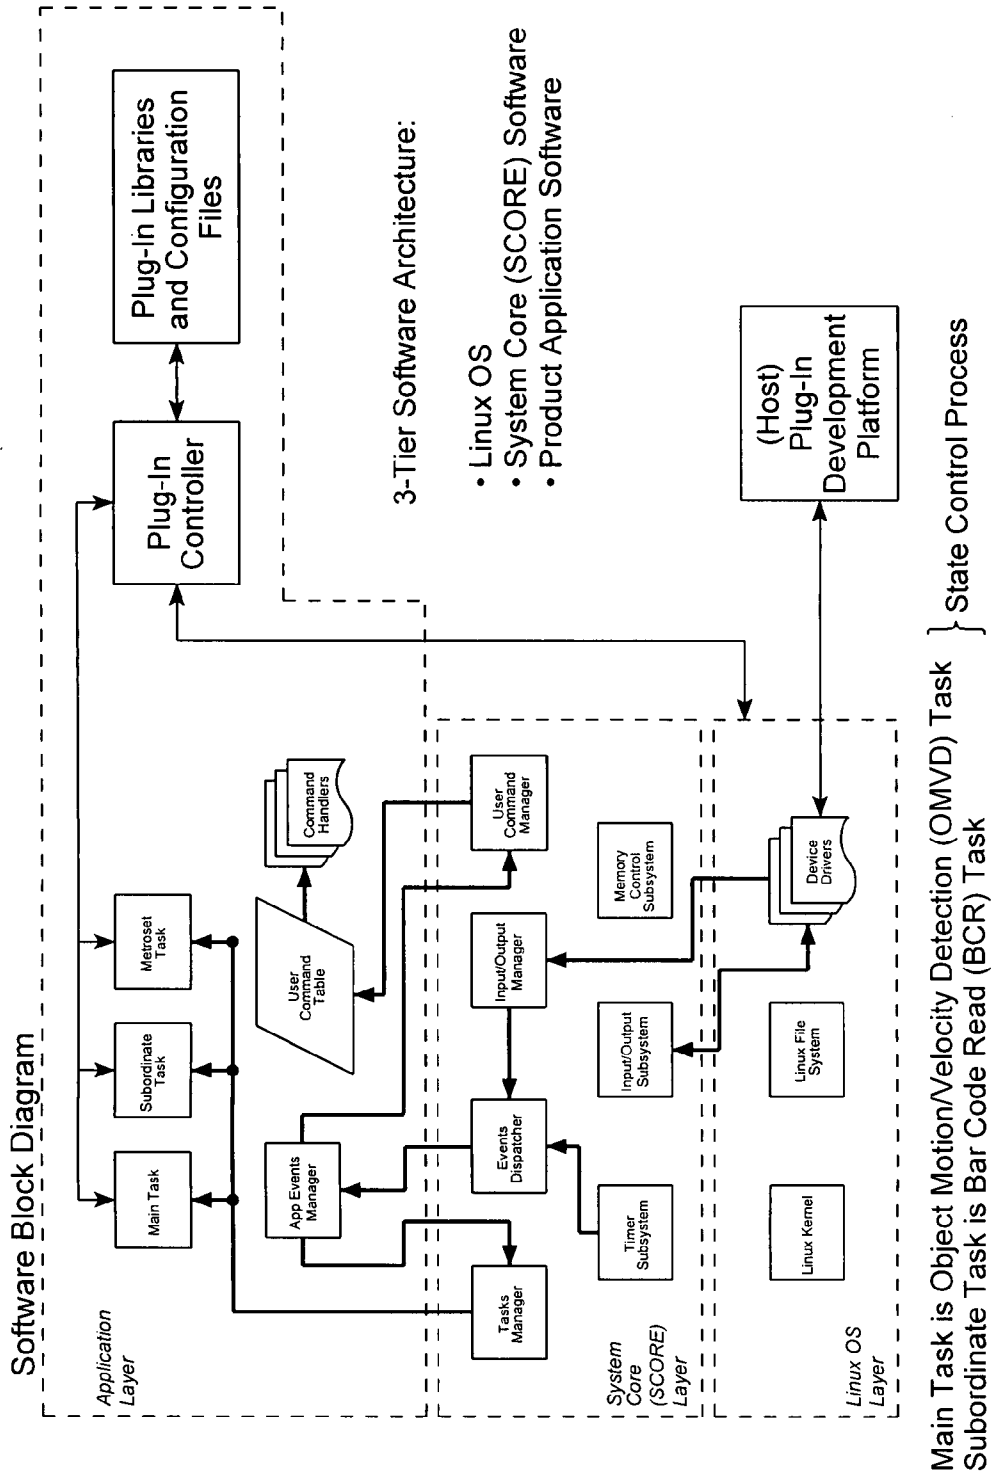 Software Block Diagram
Application
Layer
Main Task
Subordinate
Task
Metroset
Task
Plug-In
Controller
Plug-In Libraries
and Configuration
Files
App Events
Manager
User
Command
Table
Command
Handlers
3-Tier Software Architecture:
• Linux OS
• System Core (SCORE) Software
• Product Application Software
Tasks
Manager
Events
Dispatcher
Input/Output
Manager
User
Command
Manager
System
Core
(SCORE)
Layer
Timer
Subsystem
Input/Output
Subsystem
Memory
Control
Subsystem
Linux OS
Layer
Linux Kernel
Linux File
System
Device
Drivers
(Host)
Plug-In
Development
Platform
Main Task is Object Motion/Velocity Detection (OMVD) Task
Subordinate Task is Bar Code Read (BCR) Task
State Control Process